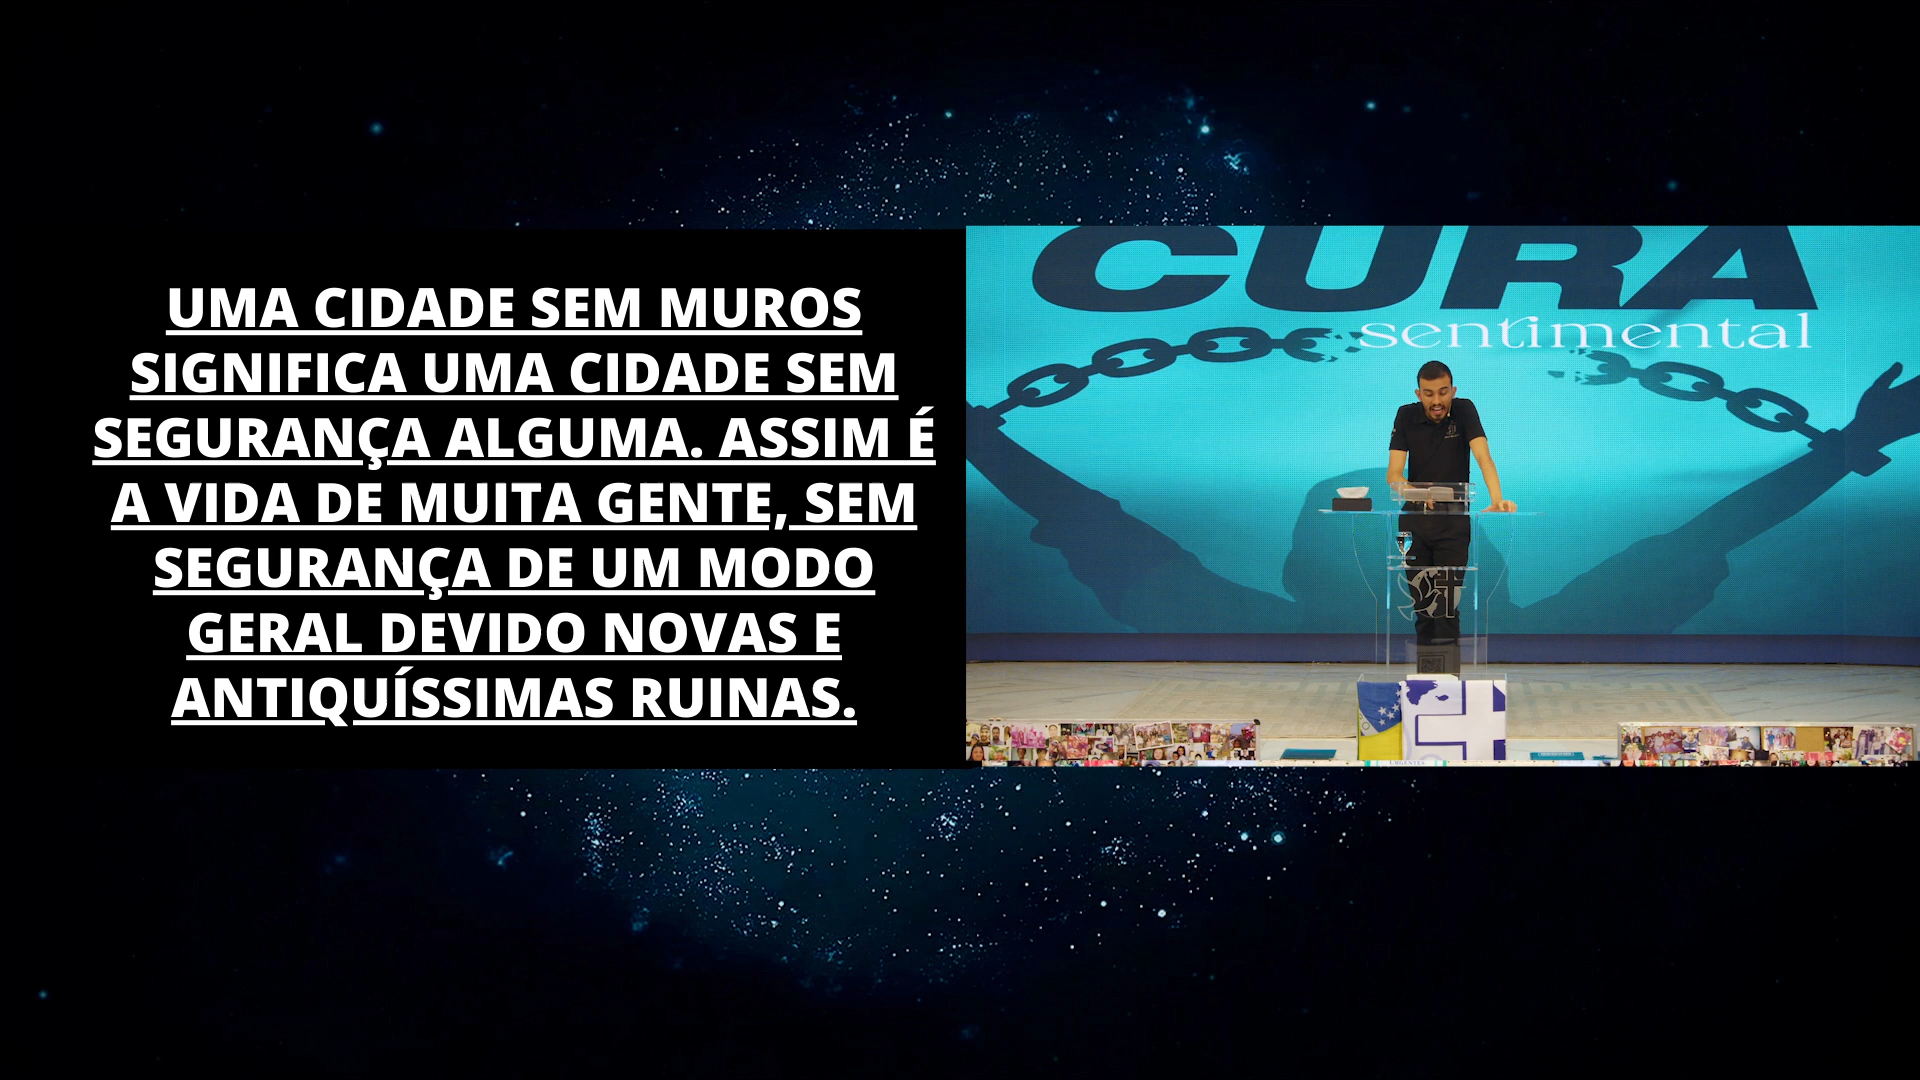 UMA CIDADE SEM MUROS
SIGNIFICA UMA CIDADE SEM
SEGURANÇA ALGUMA. ASSIM É
A VIDA DE MUITA GENTE, SEM
SEGURANÇA DE UM MODO
GERAL DEVIDO NOVAS E
ANTIQUÍSSIMAS RUINAS.
CURA
sentimental
URGENTES